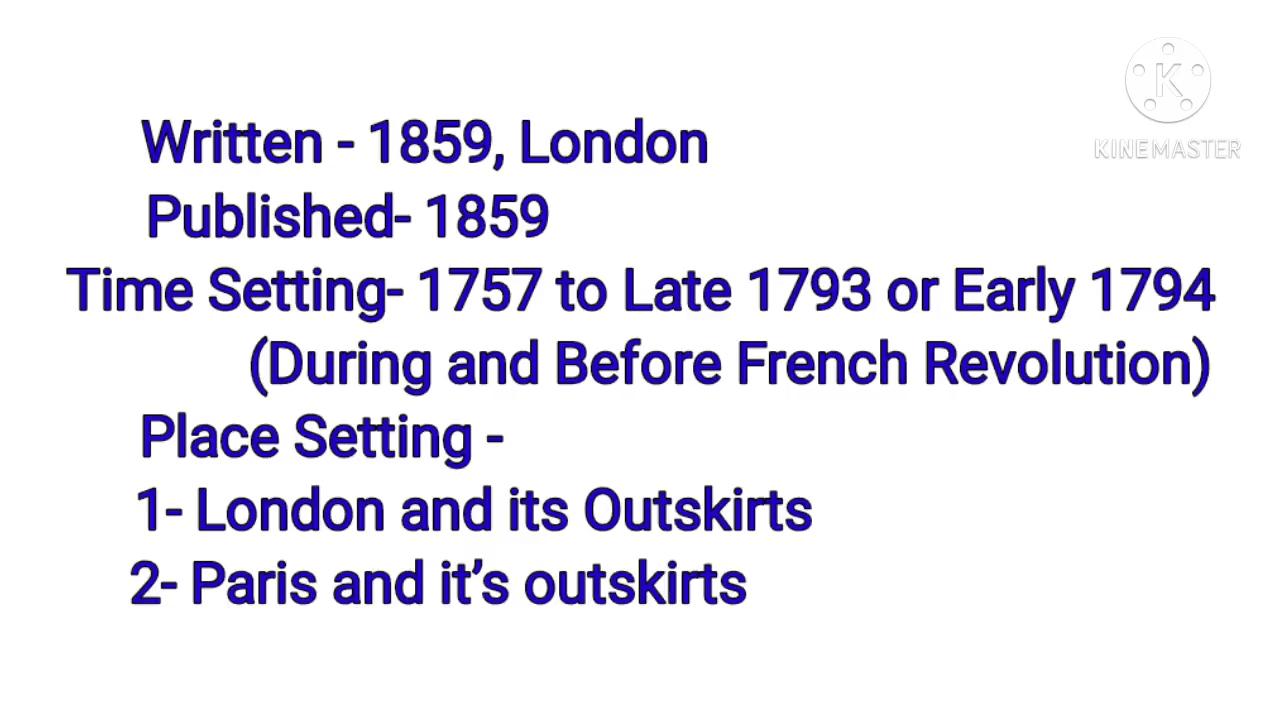 K
KINEMASTER
Written - 1859, London
Published- 1859
Time Setting- 1757 to Late 1793 or Early 1794
(During and Before French Revolution)
Place Setting -
1- London and its Outskirts
2- Paris and it’s outskirts